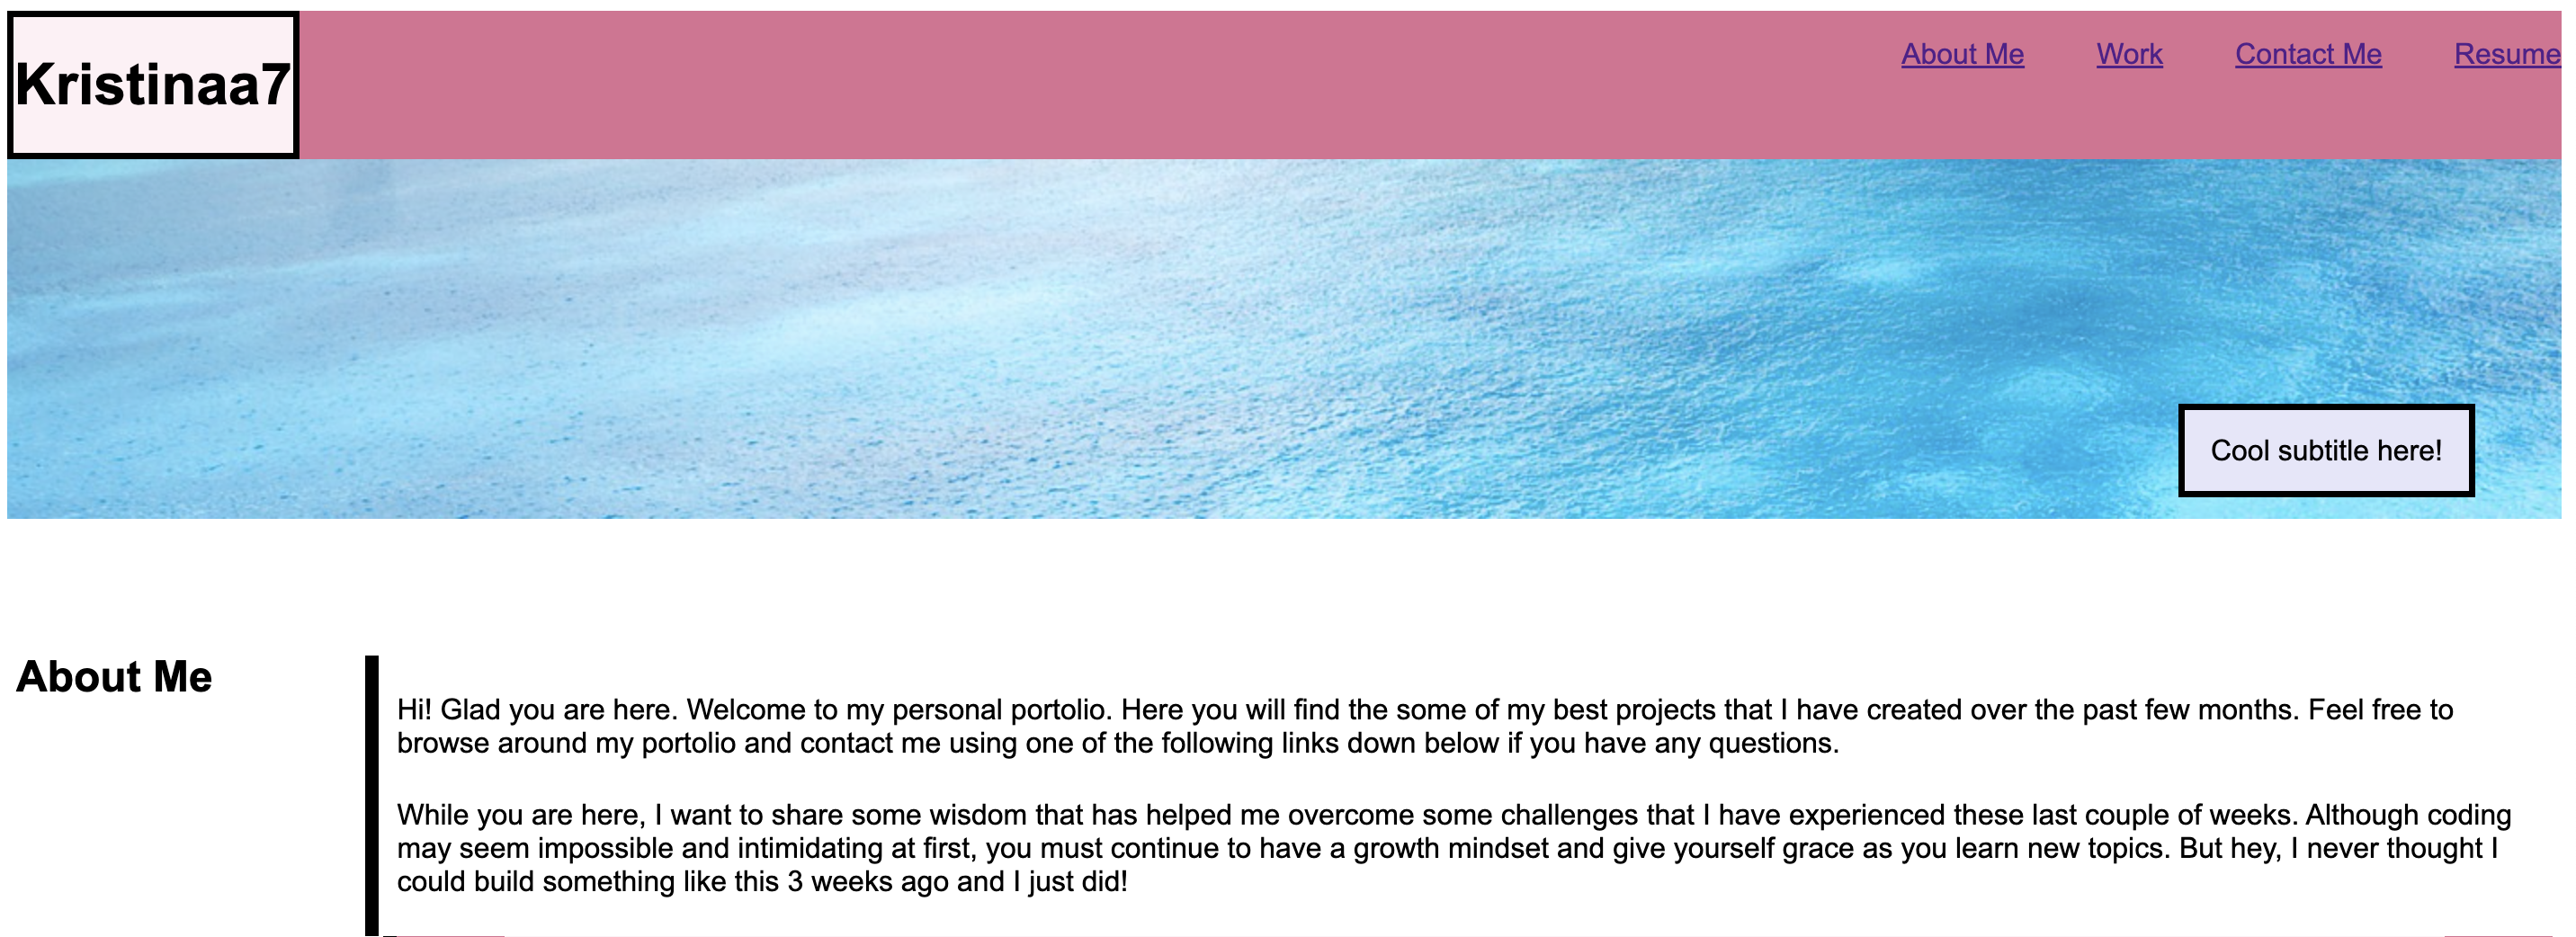 Kristinaa7
About Me Work Contact Me Resume
Cool subtitle here!
About Me
Hi! Glad you are here. Welcome to my personal portolio. Here you will find the some of my best projects that I have created over the past few months. Feel free to
browse around my portolio and contact me using one of the following links down below if you have any questions.
While you are here, I want to share some wisdom that has helped me overcome some challenges that I have experienced these last couple of weeks. Although coding
may seem impossible and intimidating at first, you must continue to have a growth mindset and give yourself grace as you learn new topics. But hey, I never thought I
could build something like this 3 weeks ago and I just did!